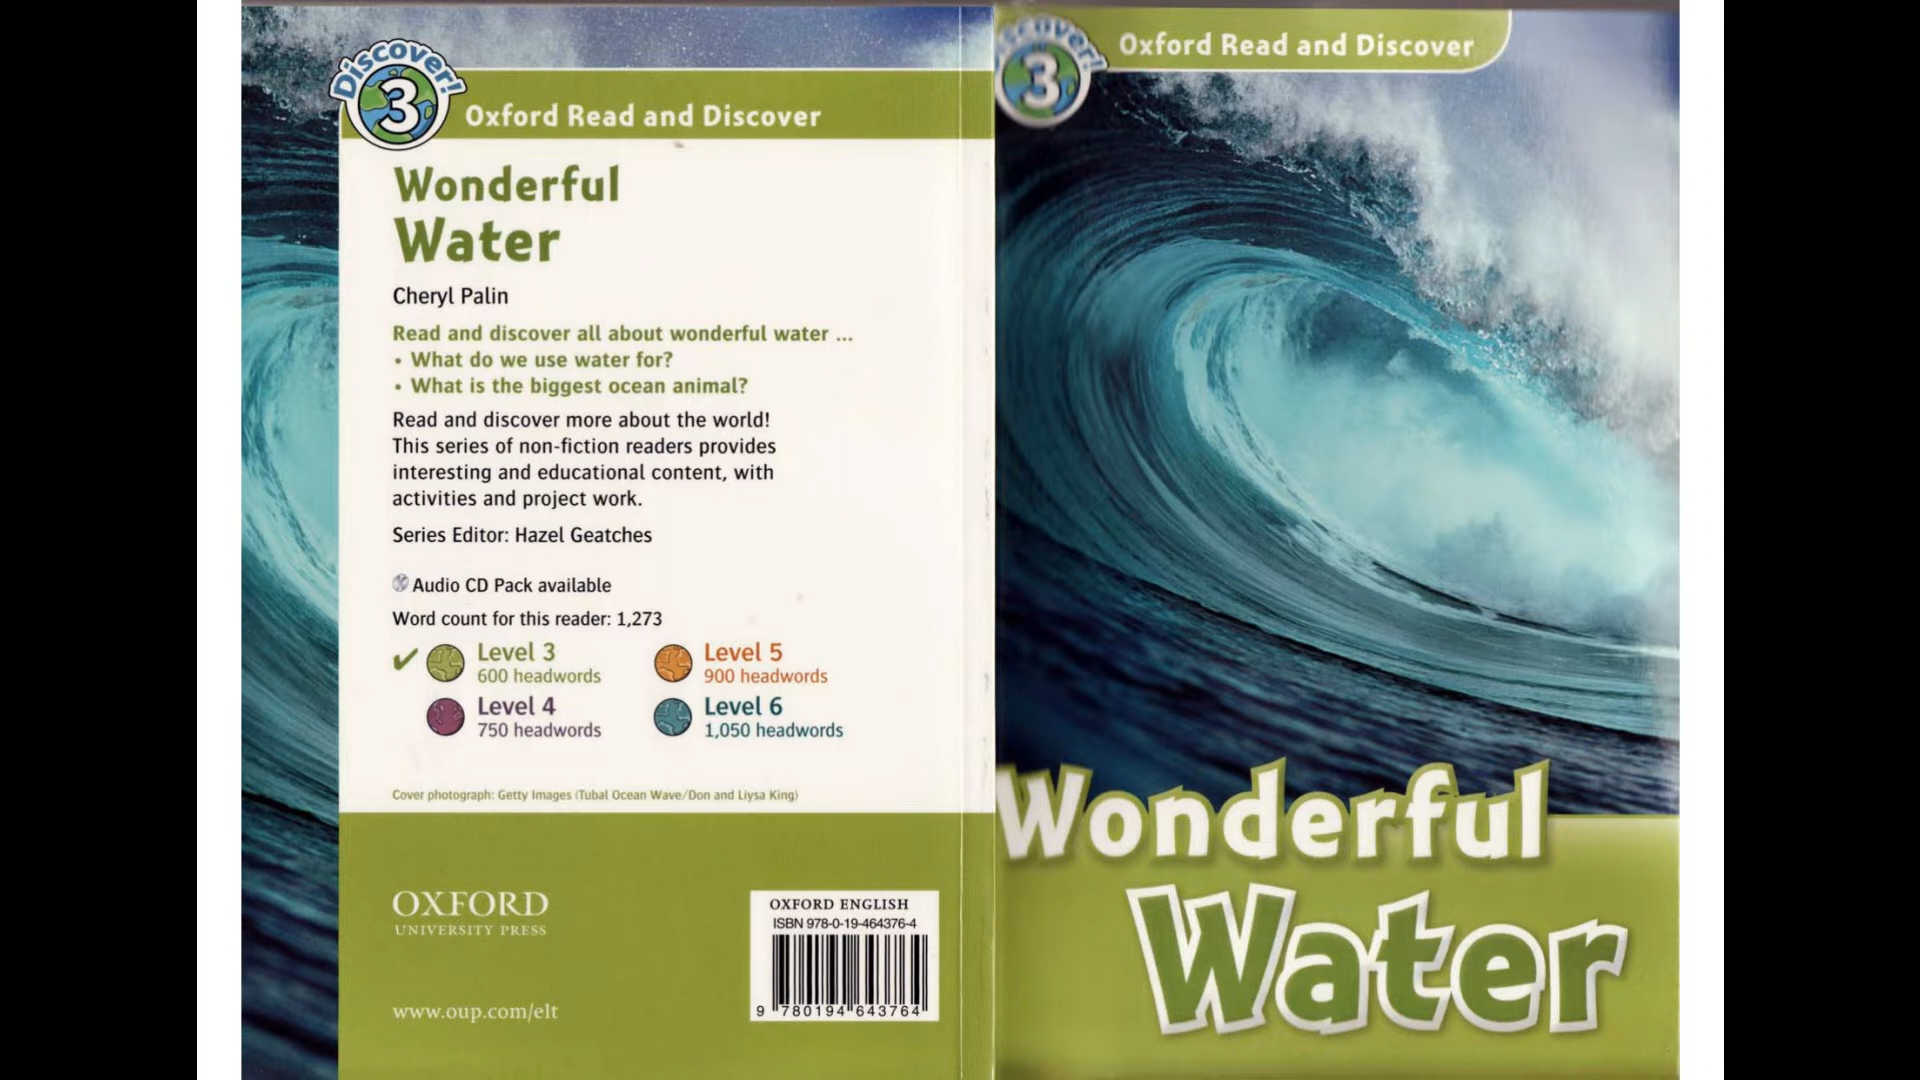 Discover!
3
Oxford Read and Discover
Wonderful
Water
Cheryl Palin
Read and discover all about wonderful water ...
• What do we use water for?
• What is the biggest ocean animal?
Read and discover more about the world!
This series of non-fiction readers provides
interesting and educational content, with
activities and project work.
Series Editor: Hazel Geatches
Audio CD Pack available
Word count for this reader: 1,273
✔ Level 3
600 headwords
Level 4
750 headwords
Level 5
900 headwords
Level 6
1,050 headwords
Cover photograph: Getty Images (Tubal Ocean Wave/Don and Liysa King)
OXFORD
UNIVERSITY PRESS
www.oup.com/elt
OXFORD ENGLISH
ISBN 978-0-19-464376-4
9 780194 643764
Discover!
3
Oxford Read and Discover
Wonderful
Water